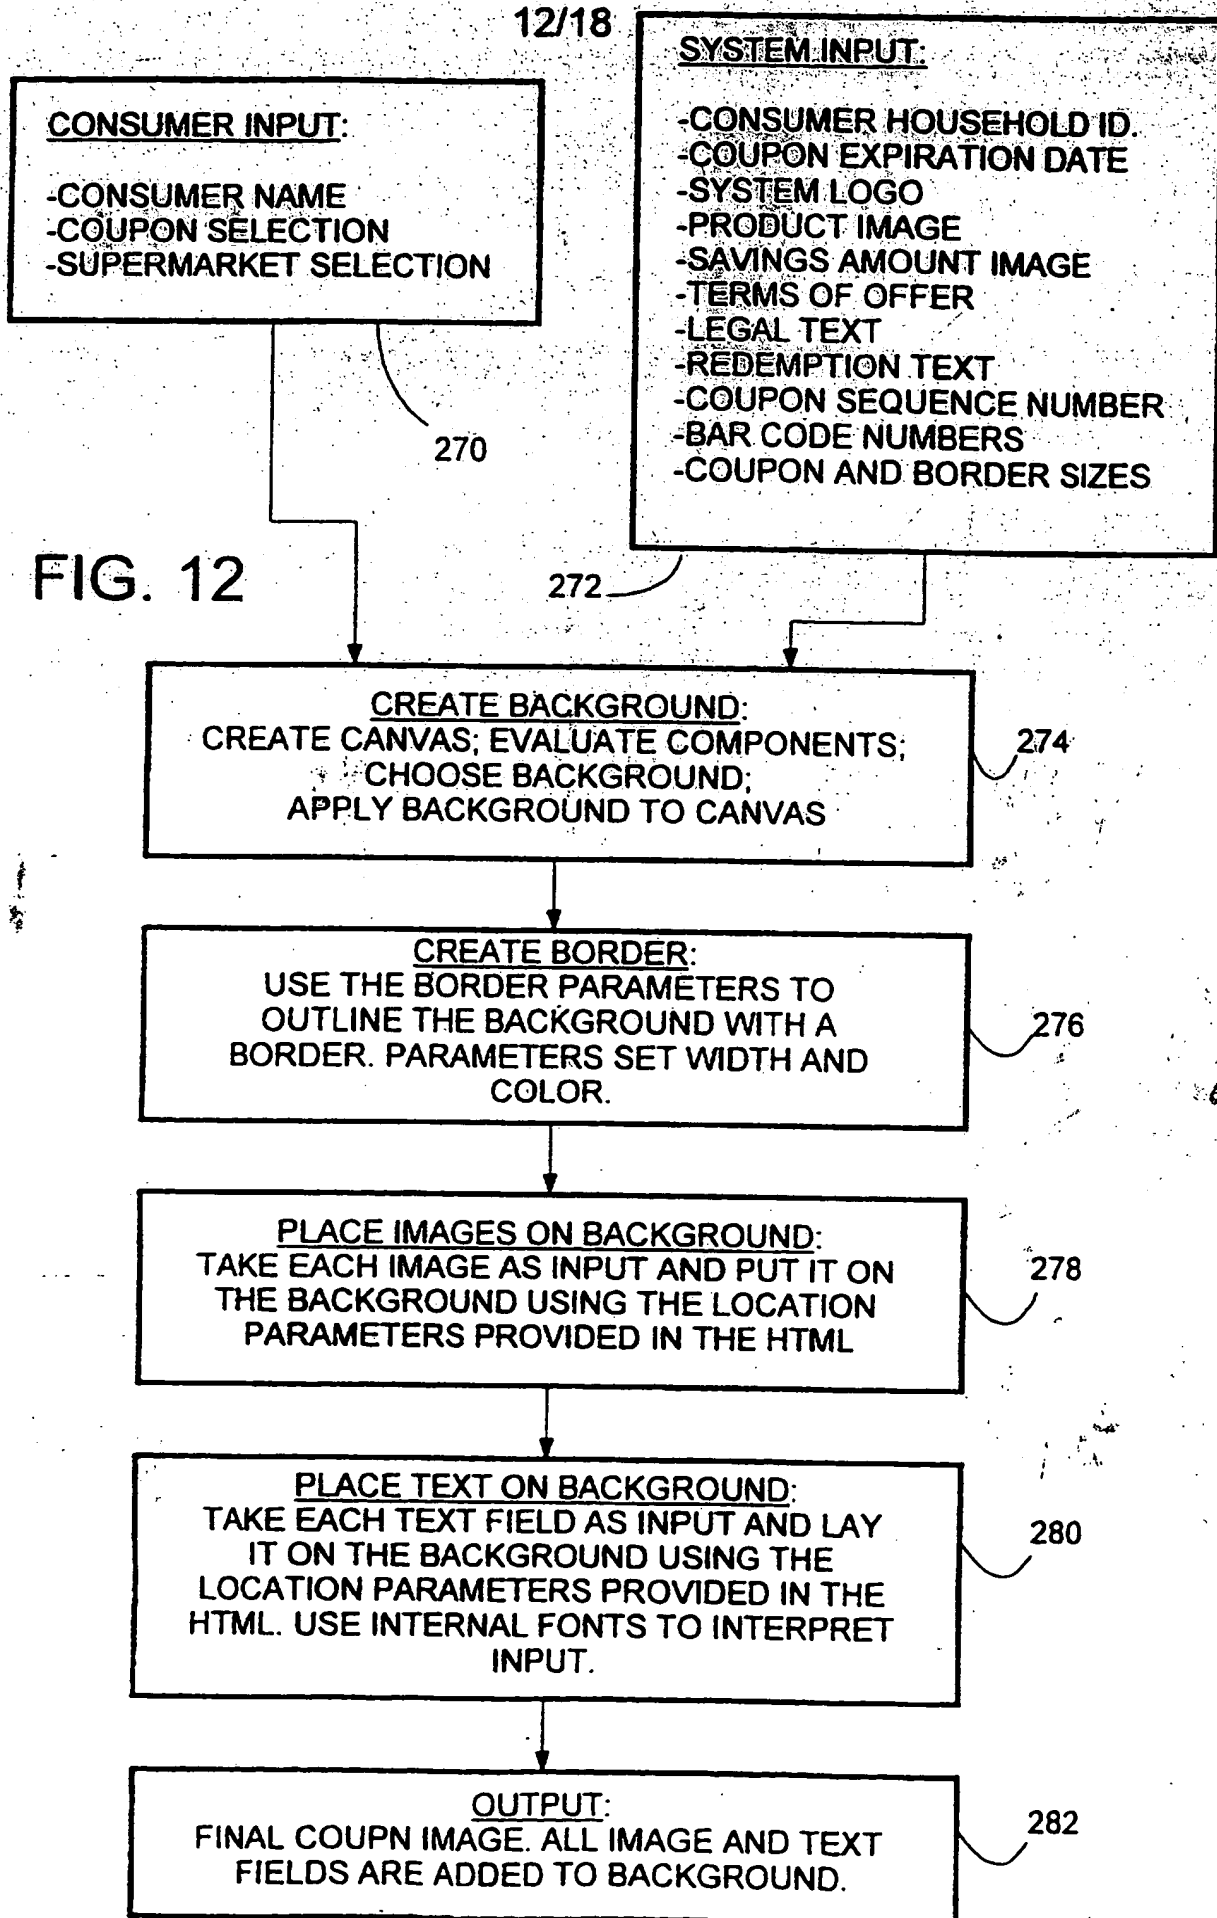 12/18
CONSUMER INPUT:
-CONSUMER NAME
-COUPON SELECTION
-SUPERMARKET SELECTION
270
SYSTEM INPUT:
-CONSUMER HOUSEHOLD ID.
-COUPON EXPIRATION DATE
-SYSTEM LOGO
-PRODUCT IMAGE
-SAVINGS AMOUNT IMAGE
-TERMS OF OFFER
-LEGAL TEXT
-REDEMPTION TEXT
-COUPON SEQUENCE NUMBER
-BAR CODE NUMBERS
-COUPON AND BORDER SIZES
272
FIG. 12
CREATE BACKGROUND:
CREATE CANVAS; EVALUATE COMPONENTS;
CHOOSE BACKGROUND;
APPLY BACKGROUND TO CANVAS
274
CREATE BORDER:
USE THE BORDER PARAMETERS TO
OUTLINE THE BACKGROUND WITH A
BORDER. PARAMETERS SET WIDTH AND
COLOR.
276
PLACE IMAGES ON BACKGROUND:
TAKE EACH IMAGE AS INPUT AND PUT IT ON
THE BACKGROUND USING THE LOCATION
PARAMETERS PROVIDED IN THE HTML
278
PLACE TEXT ON BACKGROUND:
TAKE EACH TEXT FIELD AS INPUT AND LAY
IT ON THE BACKGROUND USING THE
LOCATION PARAMETERS PROVIDED IN THE
HTML. USE INTERNAL FONTS TO INTERPRET
INPUT.
280
OUTPUT:
FINAL COUPN IMAGE. ALL IMAGE AND TEXT
FIELDS ARE ADDED TO BACKGROUND.
282